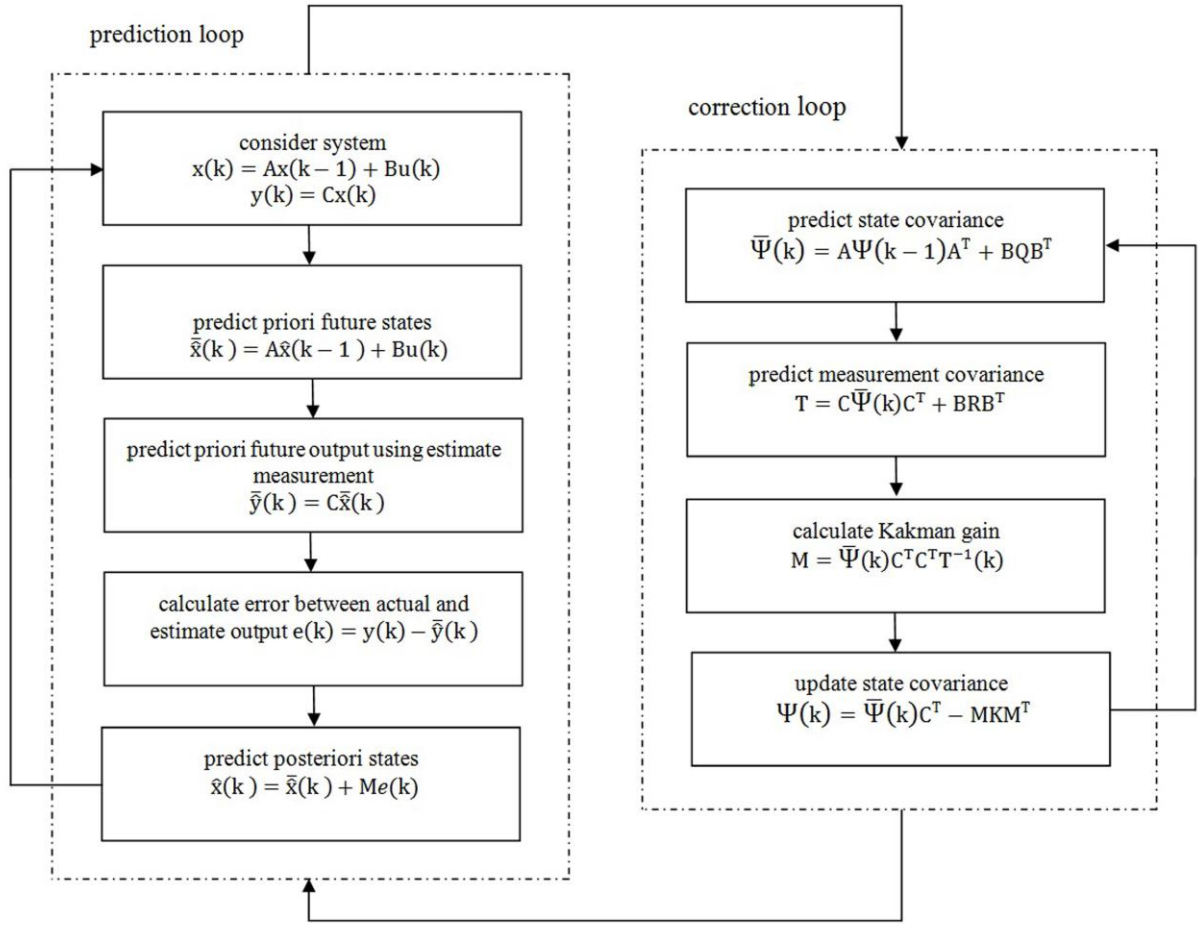 prediction loop
consider system
x(k) = Ax(k − 1) + Bu(k)
y(k) = Cx(k)
predict priori future states
x̄̂(k ) = Ax̂(k − 1 ) + Bu(k)
predict priori future output using estimate
measurement
ȳ̂(k ) = Cx̄̂(k )
calculate error between actual and
estimate output e(k) = y(k) − ȳ̂(k )
predict posteriori states
x̂(k ) = x̄̂(k ) + Me(k)
correction loop
predict state covariance
Ψ̅(k) = AΨ(k − 1)Aᵀ + BQBᵀ
predict measurement covariance
T = CΨ̅(k)Cᵀ + BRBᵀ
calculate Kakman gain
M = Ψ̅(k)CᵀCᵀT⁻¹(k)
update state covariance
Ψ(k) = Ψ̅(k)Cᵀ − MKMᵀ